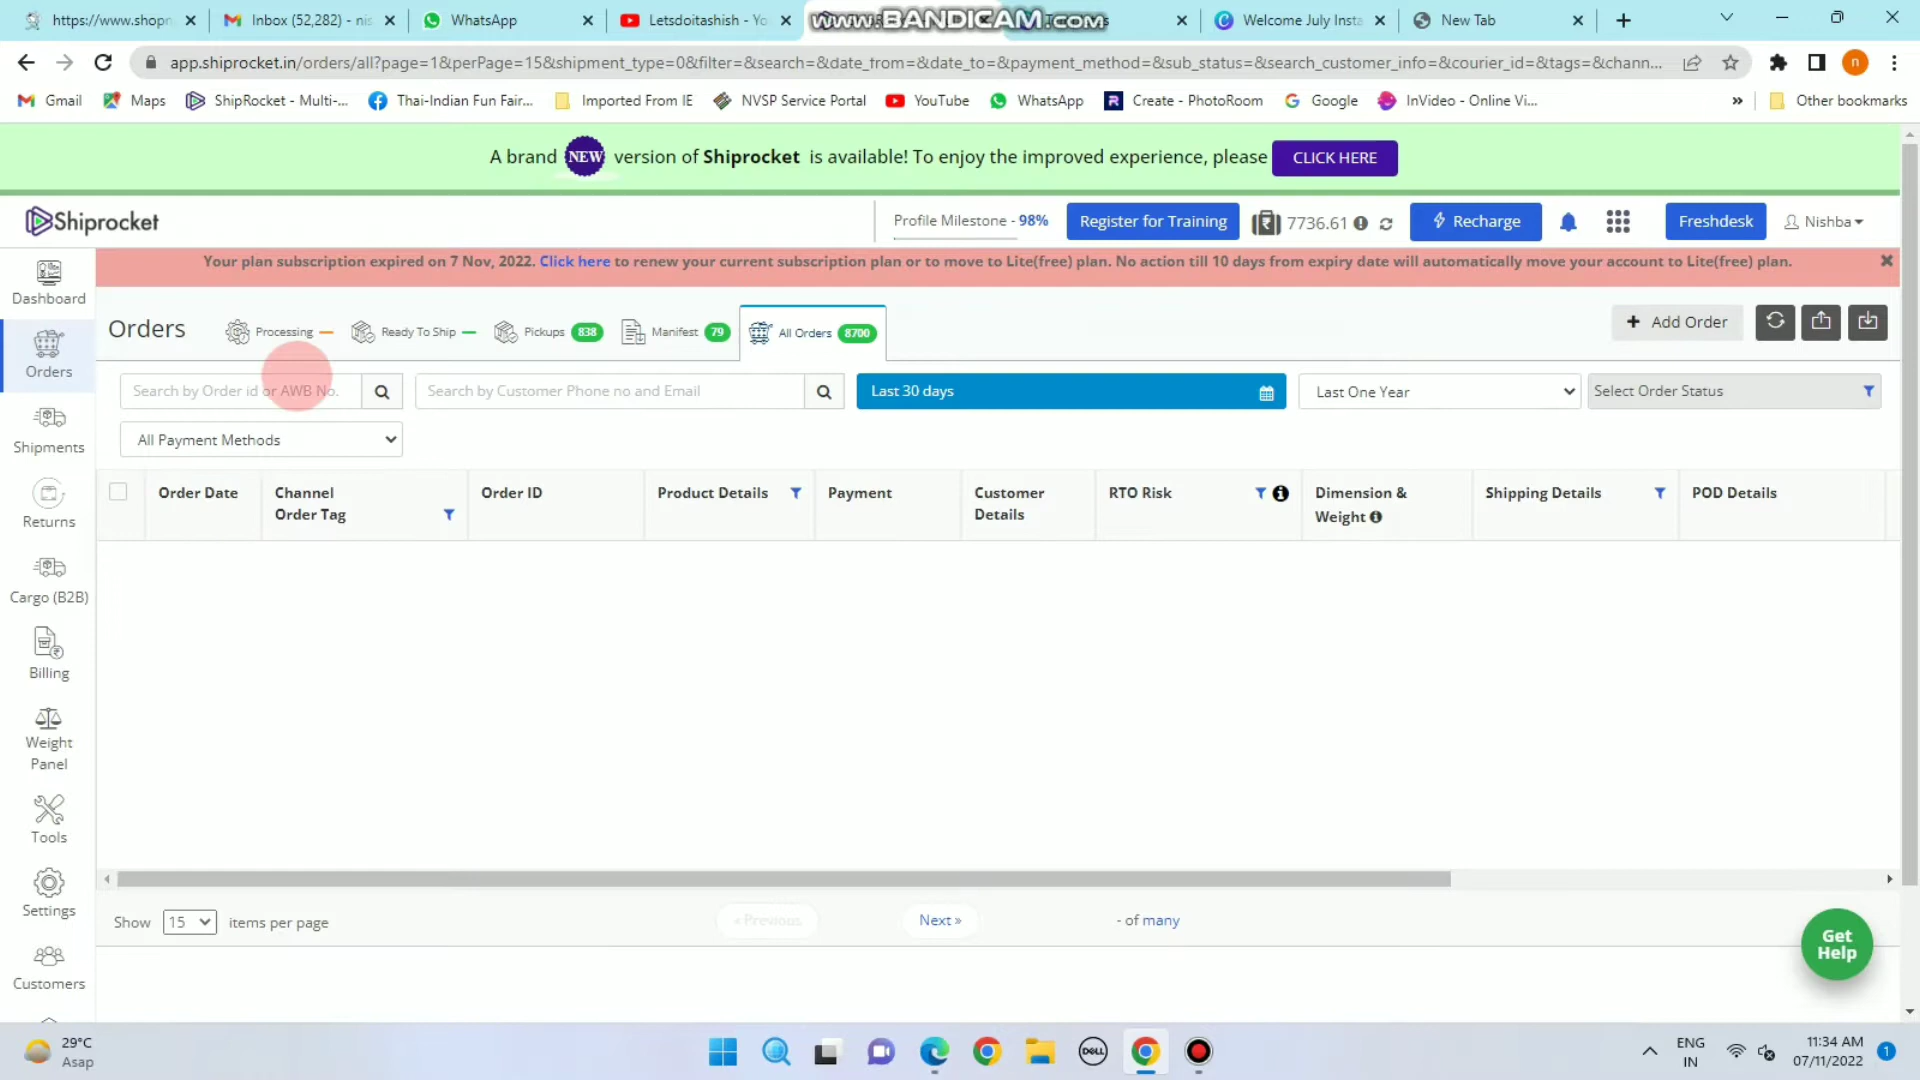 https://www.shopr
Inbox (52,282) - nis
WhatsApp
Letsdoitashish - Yo
www.BANDICAM.com
Welcome July Insta
New Tab
app.shiprocket.in/orders/all?page=1&perPage=15&shipment_type=0&filter=&search=&date_from=&date_to=&payment_method=&sub_status=&search_customer_info=&courier_id=&tags=&chann...
n
Gmail
Maps
ShipRocket - Multi-...
Thai-Indian Fun Fair...
Imported From IE
NVSP Service Portal
YouTube
WhatsApp
Create - PhotoRoom
Google
InVideo - Online Vi...
»
Other bookmarks
A brand NEW version of Shiprocket is available! To enjoy the improved experience, please CLICK HERE
Shiprocket
Profile Milestone - 98%
Register for Training
7736.61
Recharge
Freshdesk
Nishba
Your plan subscription expired on 7 Nov, 2022. Click here to renew your current subscription plan or to move to Lite(free) plan. No action till 10 days from expiry date will automatically move your account to Lite(free) plan.
Dashboard
Orders
Shipments
Returns
Cargo (B2B)
Billing
Weight
Panel
Tools
Settings
Customers
Orders
Processing
Ready To Ship
Pickups 838
Manifest 79
All Orders 8700
+ Add Order
Search by Order id or AWB No.
Search by Customer Phone no and Email
Last 30 days
Last One Year
Select Order Status
All Payment Methods
Order Date
Channel
Order Tag
Order ID
Product Details
Payment
Customer
Details
RTO Risk
Dimension &
Weight
Shipping Details
POD Details
Show 15 items per page
« Previous
Next »
- of many
Get
Help
29°C
Asap
DELL
ENG
IN
11:34 AM
07/11/2022
1